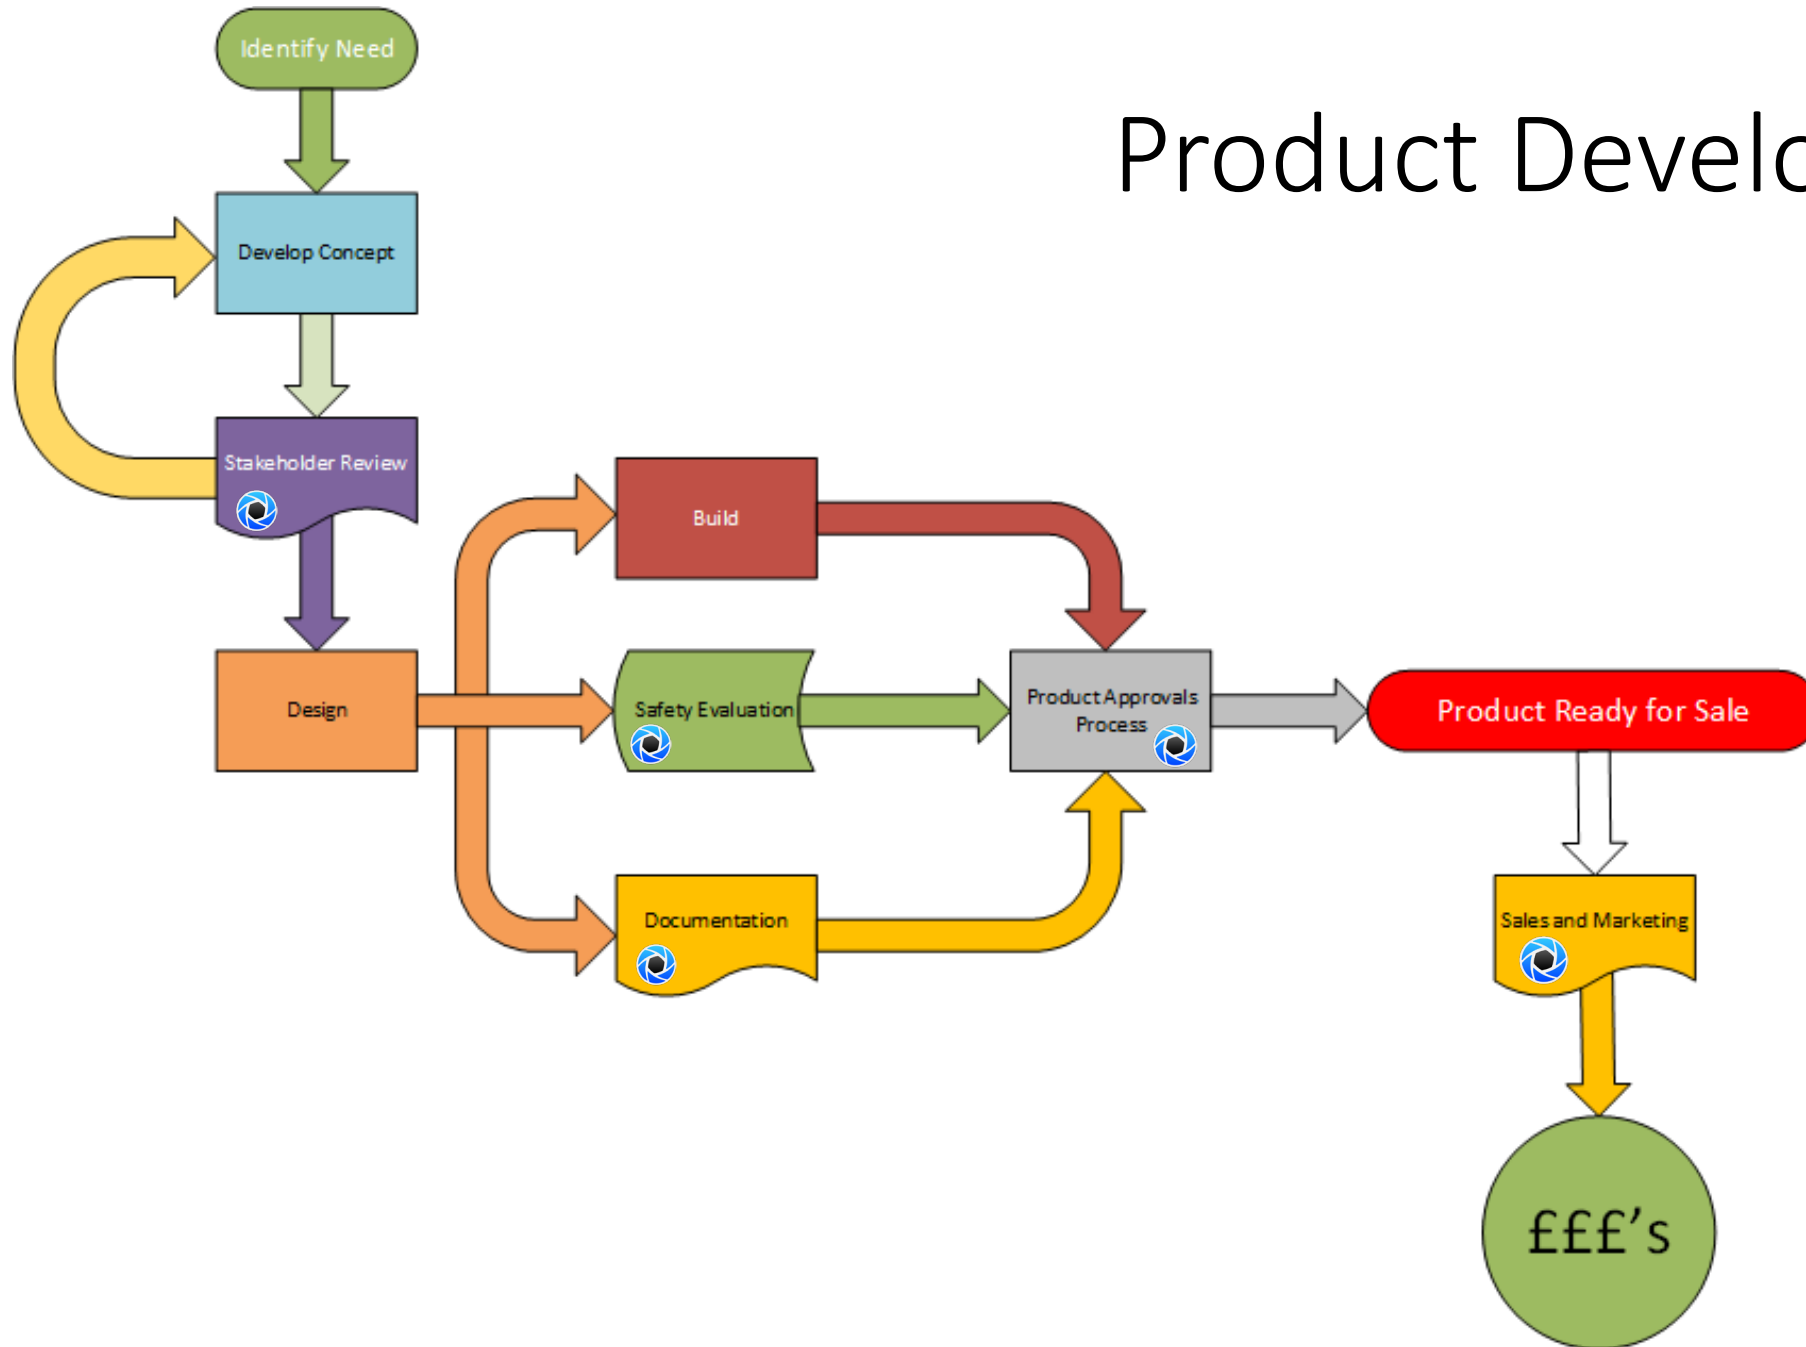 Identify Need
Product Develo
Develop Concept
Stakeholder Review
Build
Design
Safety Evaluation
Product Approvals
Process
Product Ready for Sale
Documentation
Sales and Marketing
£££’s